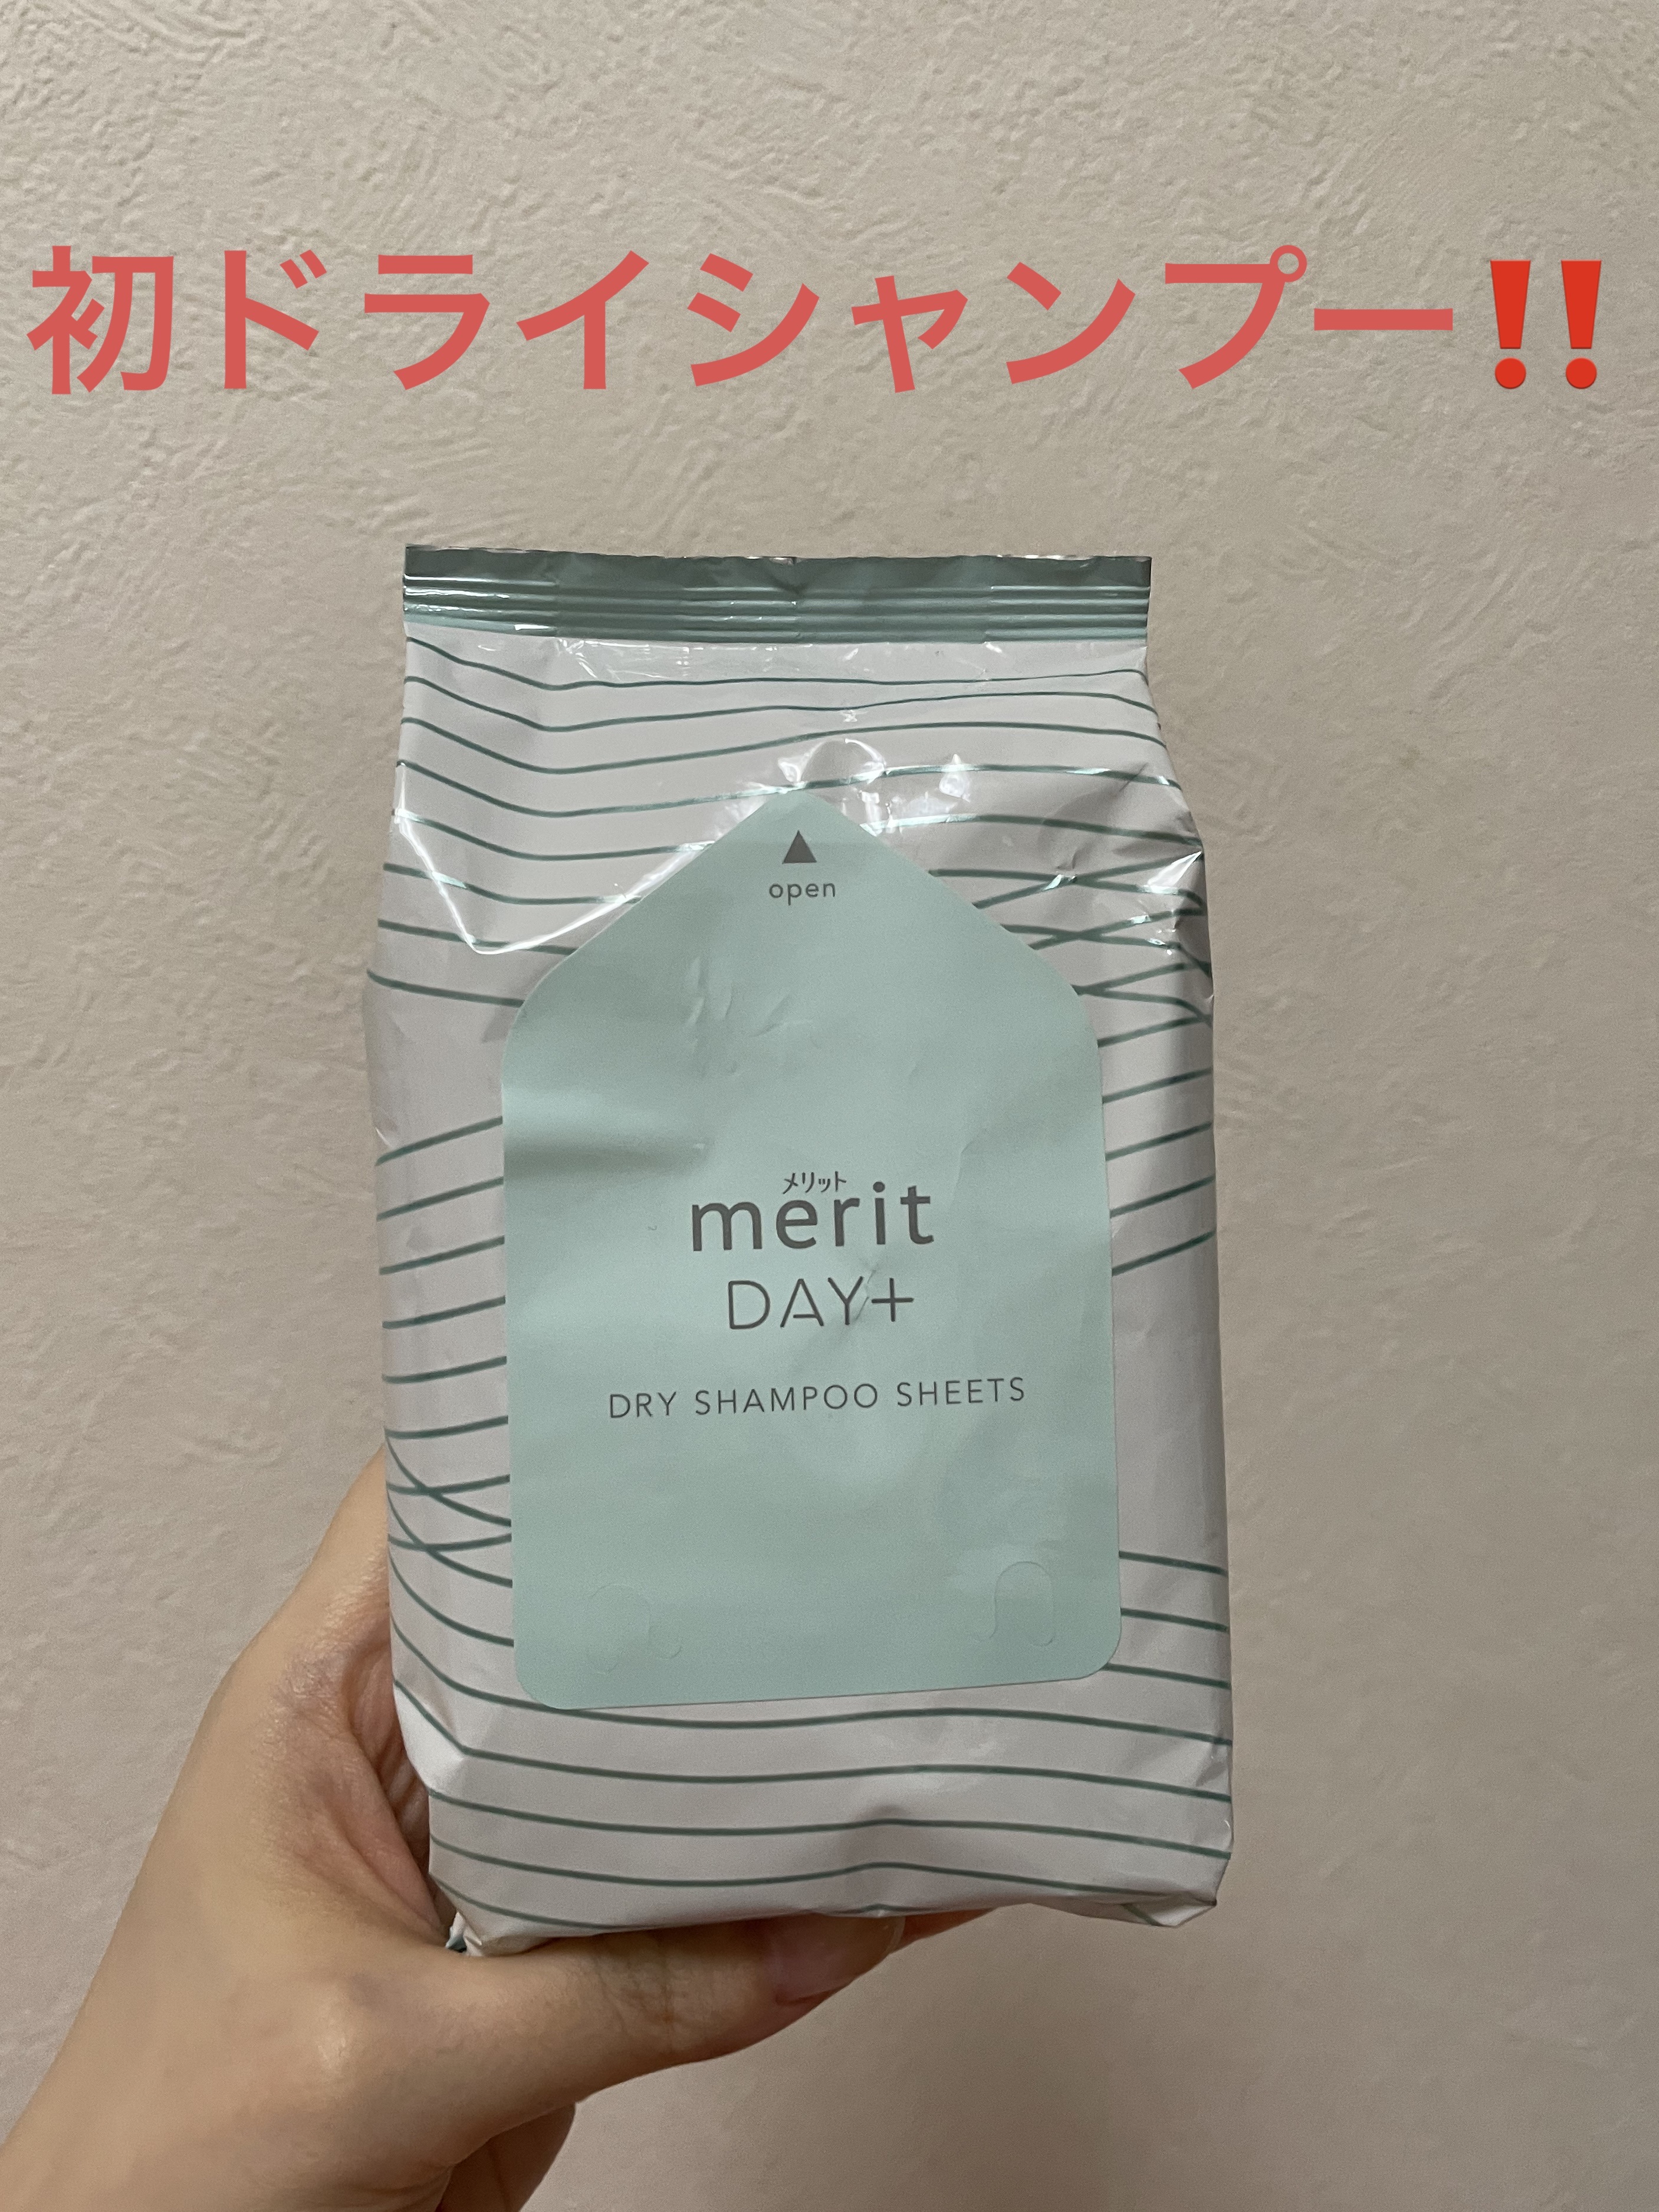 初ドライシャンプー‼️
▲
open
メリット
merit
DAY+
DRY SHAMPOO SHEETS